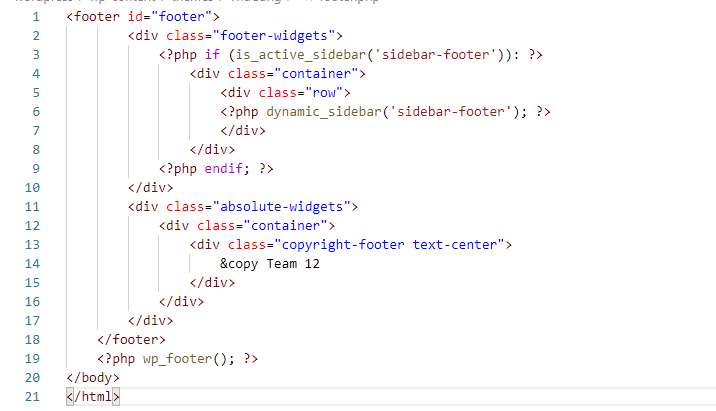 1 <footer id="footer">
2 <div class="footer-widgets">
3 <?php if (is_active_sidebar('sidebar-footer')): ?>
4 <div class="container">
5 <div class="row">
6 <?php dynamic_sidebar('sidebar-footer'); ?>
7 </div>
8 </div>
9 <?php endif; ?>
10 </div>
11 <div class="absolute-widgets">
12 <div class="container">
13 <div class="copyright-footer text-center">
14 &copy Team 12
15 </div>
16 </div>
17 </div>
18 </footer>
19 <?php wp_footer(); ?>
20 </body>
21 </html>